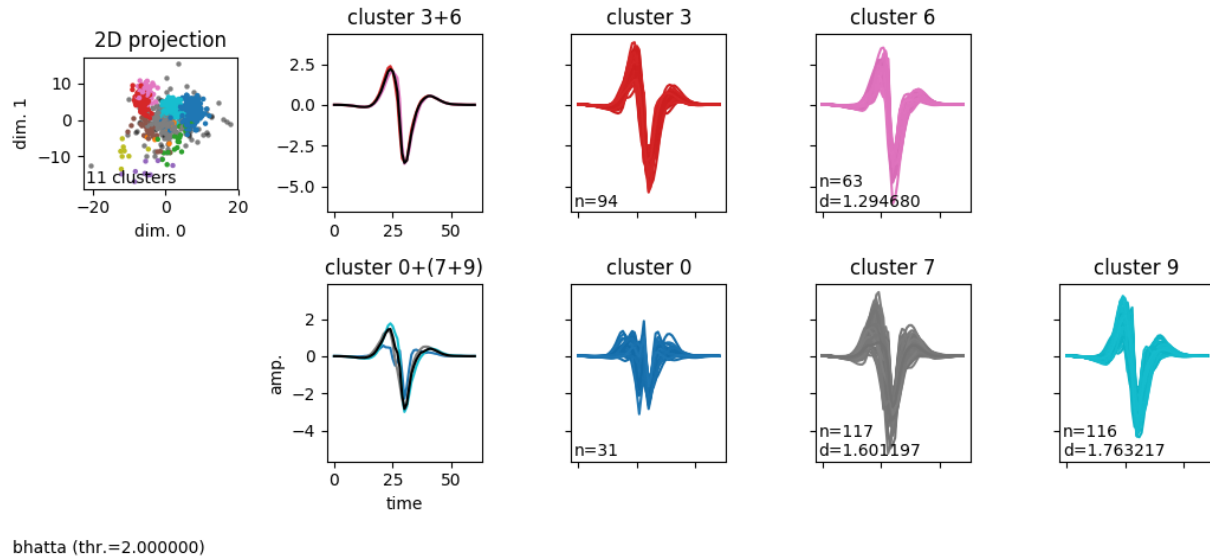 2D projection
dim. 1
10
0
−10
−20
0
20
dim. 0
11 clusters
cluster 3+6
2.5
0.0
−2.5
−5.0
0
25
50
cluster 3
n=94
cluster 6
n=63
d=1.294680
cluster 0+(7+9)
amp.
2
0
−2
−4
0
25
50
time
cluster 0
n=31
cluster 7
n=117
d=1.601197
cluster 9
n=116
d=1.763217
bhatta (thr.=2.000000)